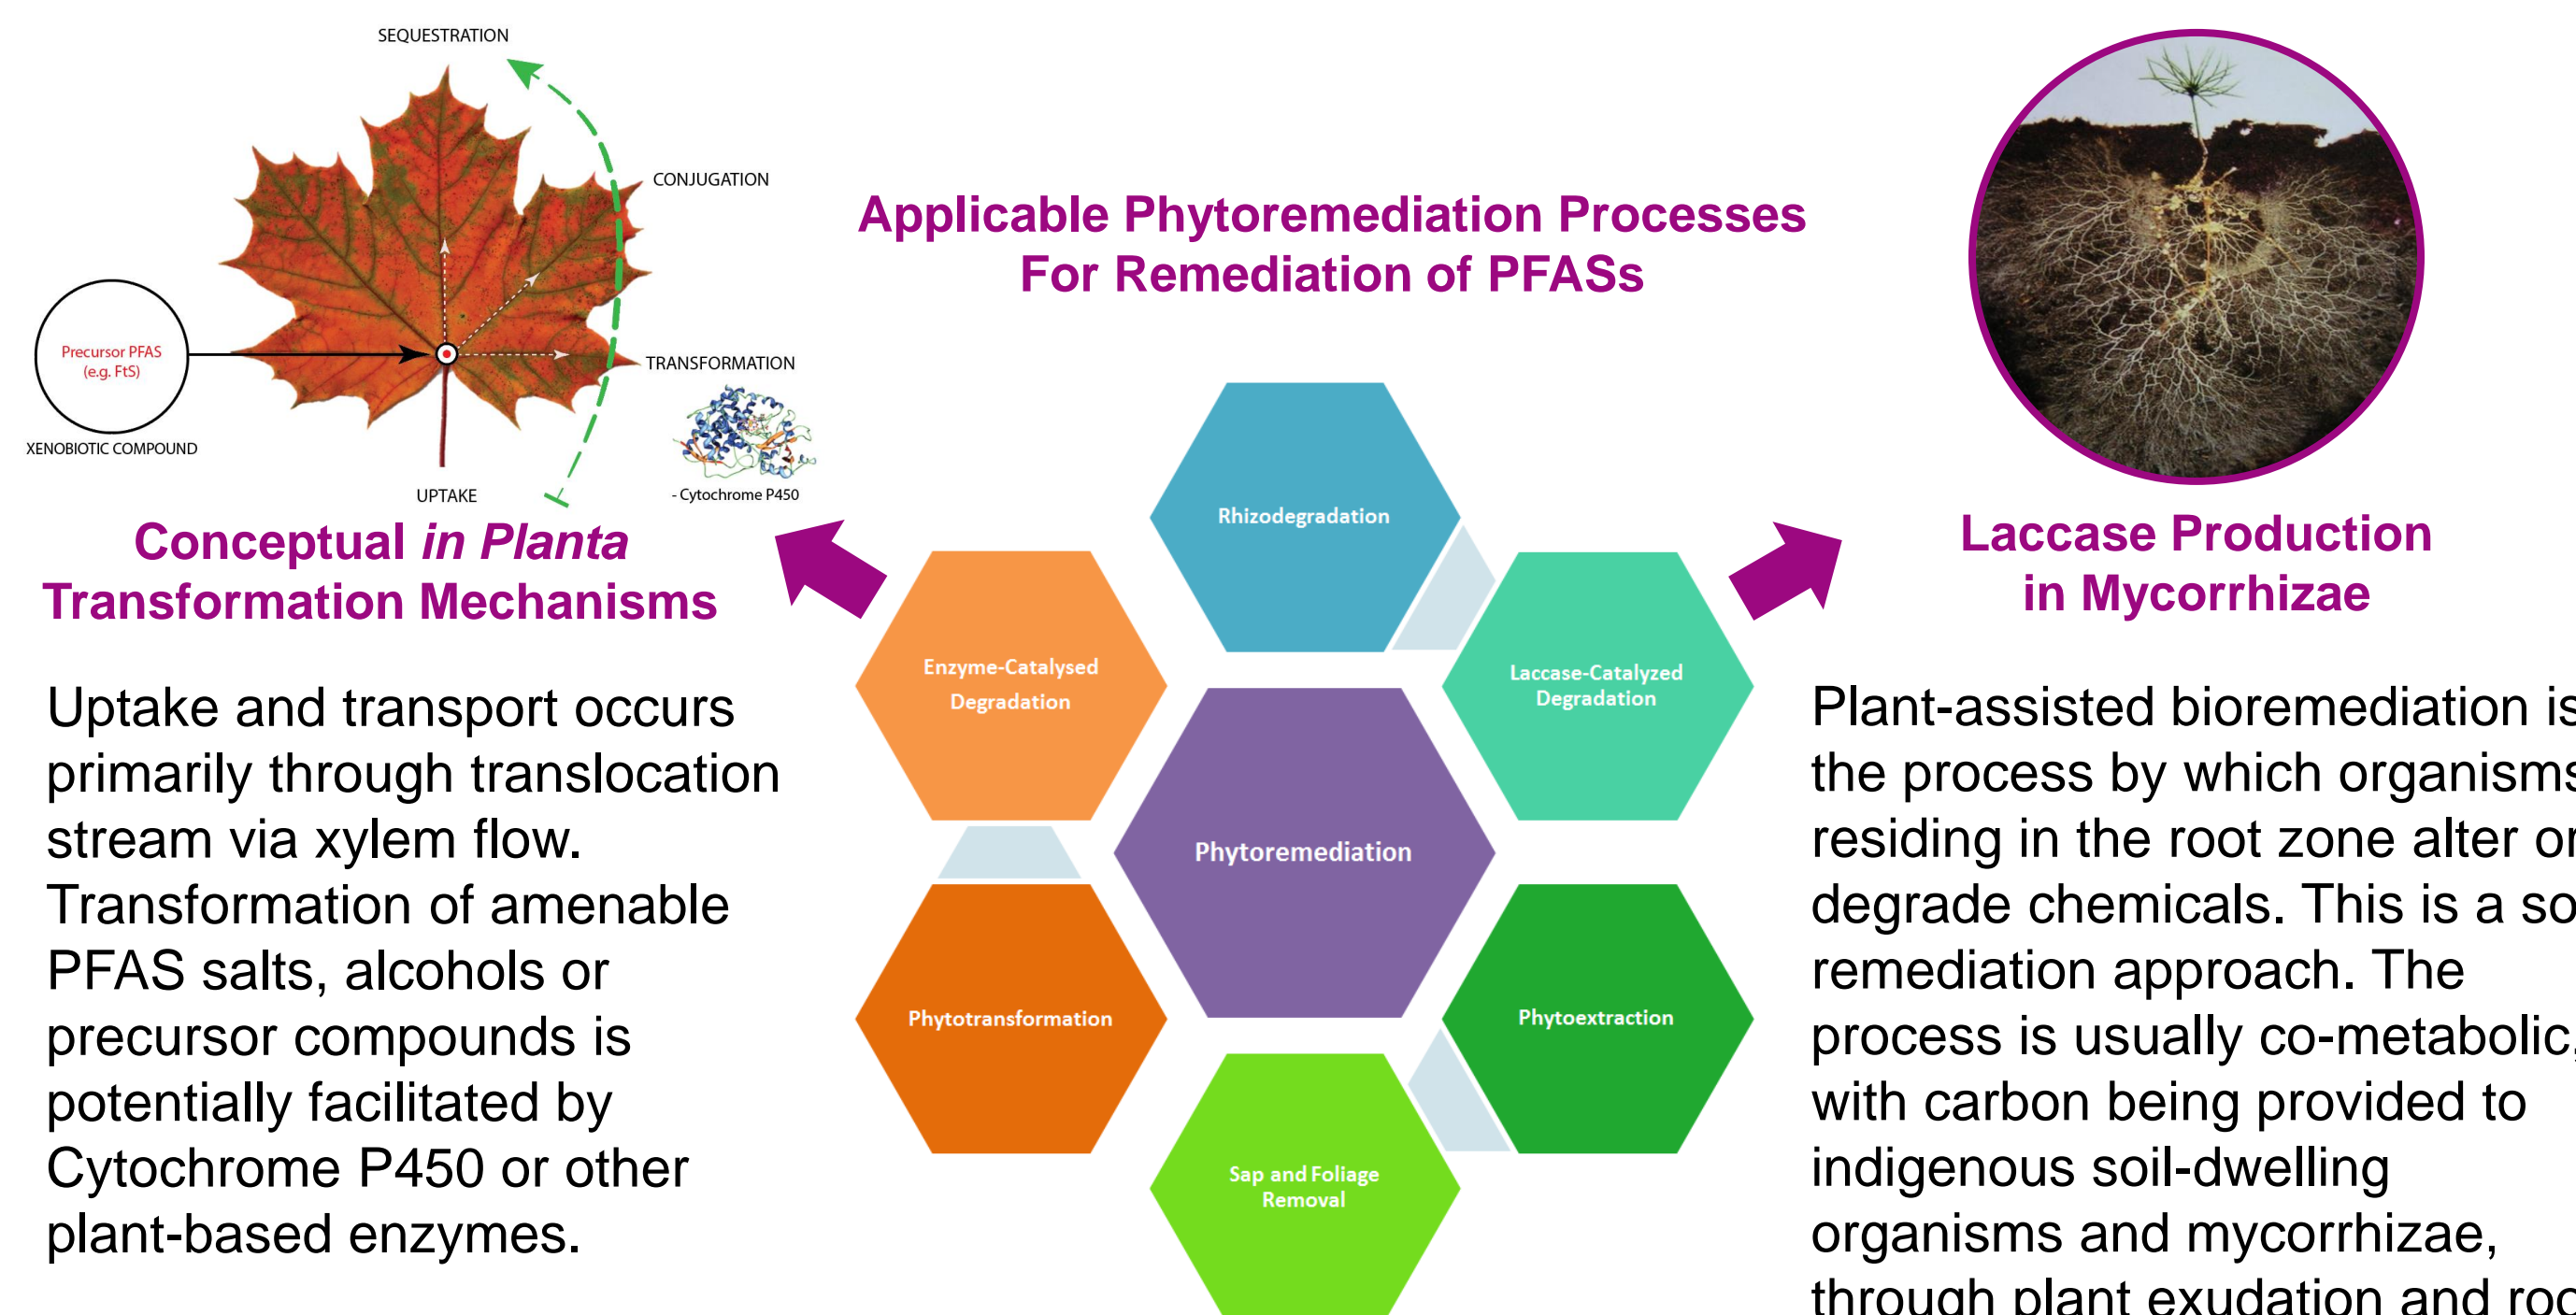 SEQUESTRATION
CONJUGATION
Precursor PFAS
(e.g. FtS)
XENOBIOTIC COMPOUND
TRANSFORMATION
- Cytochrome P450
UPTAKE
Conceptual in Planta
Transformation Mechanisms
Uptake and transport occurs
primarily through translocation
stream via xylem flow.
Transformation of amenable
PFAS salts, alcohols or
precursor compounds is
potentially facilitated by
Cytochrome P450 or other
plant-based enzymes.
Applicable Phytoremediation Processes
For Remediation of PFASs
Rhizodegradation
Enzyme-Catalysed
Degradation
Laccase-Catalyzed
Degradation
Phytoremediation
Phytotransformation
Phytoextraction
Sap and Foliage
Removal
Laccase Production
in Mycorrhizae
Plant-assisted bioremediation is
the process by which organisms
residing in the root zone alter or
degrade chemicals. This is a
remediation approach. The
process is usually co-metabolic,
with carbon being provided to
indigenous soil-dwelling
organisms and mycorrhizae,
through plant exudation and